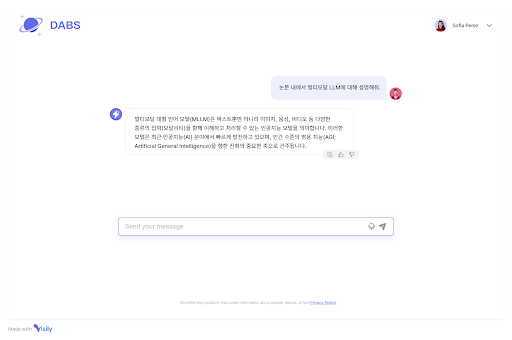 DABS
Sofia Perez
논문 내에서 멀티모달 LLM에 대해 설명해줘.
멀티모달 대형 언어 모델(MLLM)은 텍스트뿐만 아니라 이미지, 음성, 비디오 등 다양한
종류의 입력(모달리티)을 함께 이해하고 처리할 수 있는 인공지능 모델을 의미합니다. 이러한
모델은 최근 인공지능(AI) 분야에서 빠르게 발전하고 있으며, 인간 수준의 범용 지능(AGI;
Artificial General Intelligence)을 향한 진화의 중요한 축으로 간주됩니다.
Send your message
may produce inaccurate information about people, places, or facts Privacy Notice
Made with Visily